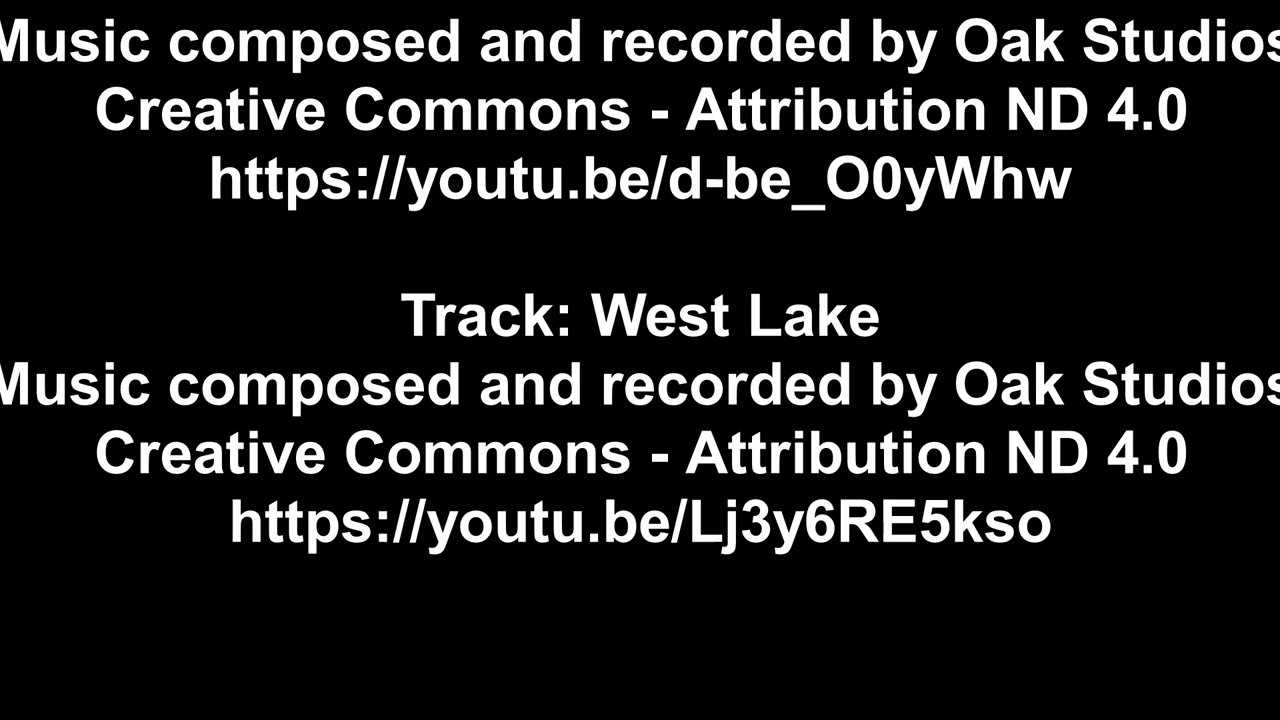 Music composed and recorded by Oak Studios
Creative Commons - Attribution ND 4.0
https://youtu.be/d-be_O0yWhw
Track: West Lake
Music composed and recorded by Oak Studios
Creative Commons - Attribution ND 4.0
https://youtu.be/Lj3y6RE5kso